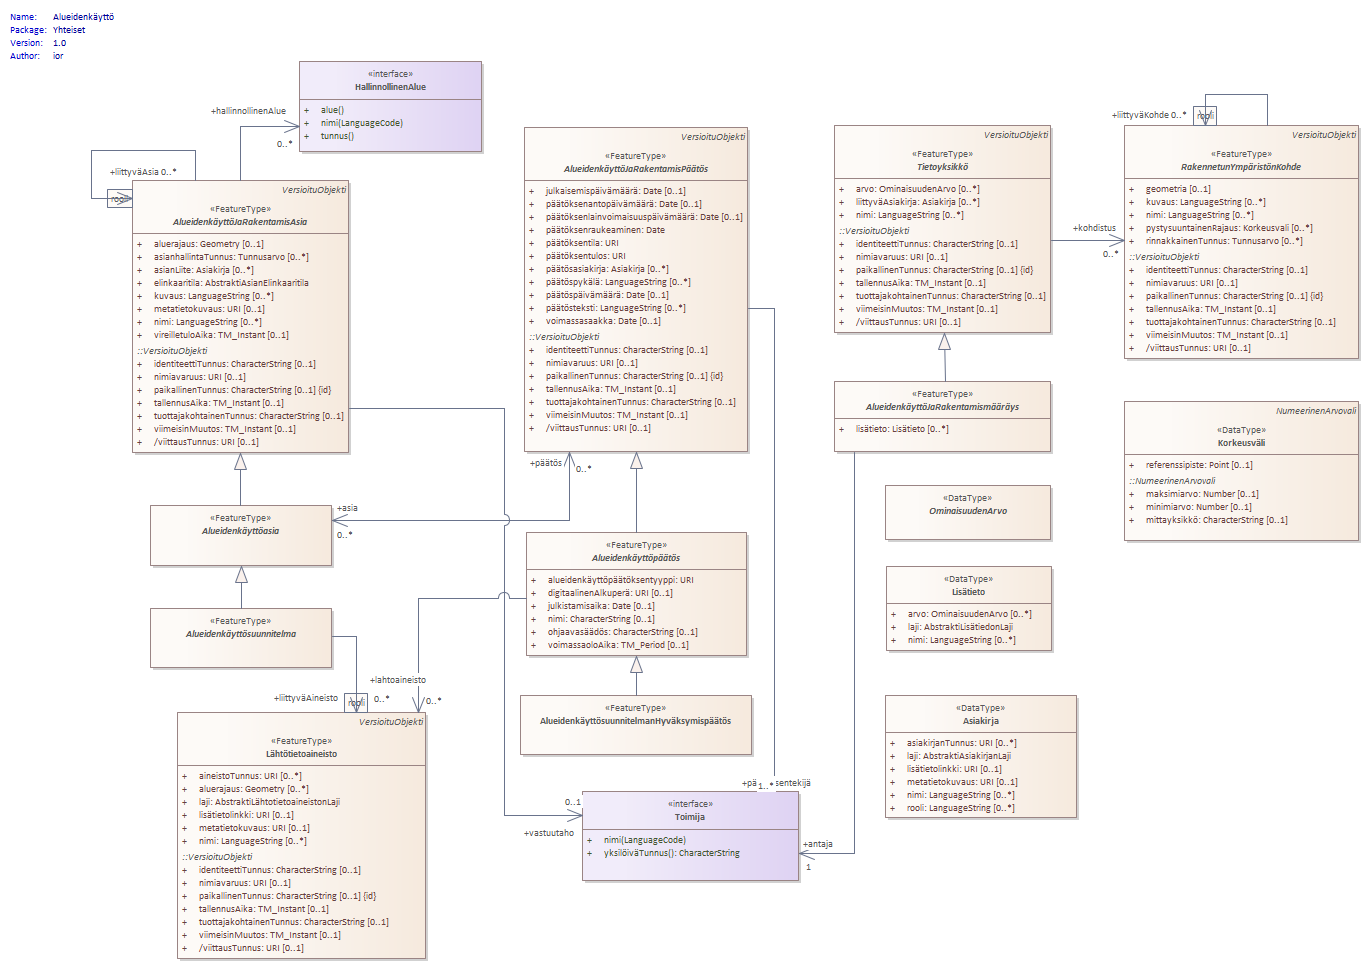 Name: Alueidenkäyttö
Package: Yhteiset
Version: 1.0
Author: ior
«interface»
HallinnollinenAlue
+ alue()
+ nimi(LanguageCode)
+ tunnus()
+hallinnollinenAlue
0..*
+liittyväAsia 0..*
rooli
VersioituObjekti
«FeatureType»
AlueidenkäyttöJaRakentamisAsia
+ aluerajaus: Geometry [0..1]
+ asianhallintaTunnus: Tunnusarvo [0..*]
+ asianLiite: Asiakirja [0..*]
+ elinkaaritila: AbstraktiAsianElinkaaritila
+ kuvaus: LanguageString [0..*]
+ metatietokuvaus: URI [0..1]
+ nimi: LanguageString [0..*]
+ vireilletuloAika: TM_Instant [0..1]
::VersioituObjekti
+ identiteettiTunnus: CharacterString [0..1]
+ nimiavaruus: URI [0..1]
+ paikallinenTunnus: CharacterString [0..1] {id}
+ tallennusAika: TM_Instant [0..1]
+ tuottajakohtainenTunnus: CharacterString [0..1]
+ viimeisinMuutos: TM_Instant [0..1]
+ /viittausTunnus: URI [0..1]
VersioituObjekti
«FeatureType»
AlueidenkäyttöJaRakentamisPäätös
+ julkaisemispäivämäärä: Date [0..1]
+ päätöksenantopäivämäärä: Date [0..1]
+ päätöksenlainvoimaisuuspäivämäärä: Date [0..1]
+ päätöksenraukeaminen: Date
+ päätöksentila: URI
+ päätöksentulos: URI
+ päätösasiakirja: Asiakirja [0..*]
+ päätöspykälä: LanguageString [0..*]
+ päätöspäivämäärä: Date [0..1]
+ päätösteksti: LanguageString [0..*]
+ voimassasaakka: Date [0..1]
::VersioituObjekti
+ identiteettiTunnus: CharacterString [0..1]
+ nimiavaruus: URI [0..1]
+ paikallinenTunnus: CharacterString [0..1] {id}
+ tallennusAika: TM_Instant [0..1]
+ tuottajakohtainenTunnus: CharacterString [0..1]
+ viimeisinMuutos: TM_Instant [0..1]
+ /viittausTunnus: URI [0..1]
VersioituObjekti
«FeatureType»
Tietoyksikkö
+ arvo: OminaisuudenArvo [0..*]
+ liittyväAsiakirja: Asiakirja [0..*]
+ nimi: LanguageString [0..*]
::VersioituObjekti
+ identiteettiTunnus: CharacterString [0..1]
+ nimiavaruus: URI [0..1]
+ paikallinenTunnus: CharacterString [0..1] {id}
+ tallennusAika: TM_Instant [0..1]
+ tuottajakohtainenTunnus: CharacterString [0..1]
+ viimeisinMuutos: TM_Instant [0..1]
+ /viittausTunnus: URI [0..1]
+kohdistus
0..*
+liittyväKohde 0..*
rooli
VersioituObjekti
«FeatureType»
RakennetunYmpäristönKohde
+ geometria [0..1]
+ kuvaus: LanguageString [0..*]
+ nimi: LanguageString [0..*]
+ pystysuuntainenRajaus: Korkeusvali [0..*]
+ rinnakkainenTunnus: Tunnusarvo [0..*]
::VersioituObjekti
+ identiteettiTunnus: CharacterString [0..1]
+ nimiavaruus: URI [0..1]
+ paikallinenTunnus: CharacterString [0..1] {id}
+ tallennusAika: TM_Instant [0..1]
+ tuottajakohtainenTunnus: CharacterString [0..1]
+ viimeisinMuutos: TM_Instant [0..1]
+ /viittausTunnus: URI [0..1]
«FeatureType»
AlueidenkäyttöJaRakentamismääräys
+ lisätieto: Lisätieto [0..*]
NumeerinenArvovali
«DataType»
Korkeusväli
+ referenssipiste: Point [0..1]
::NumeerinenArvovali
+ maksimiarvo: Number [0..1]
+ minimiarvo: Number [0..1]
+ mittayksikkö: CharacterString [0..1]
+päätös
0..*
+asia
0..*
«FeatureType»
Alueidenkäyttöasia
«FeatureType»
Alueidenkäyttösuunnitelma
«FeatureType»
Alueidenkäyttöpäätös
+ alueidenkäyttöpäätöksentyyppi: URI
+ digitaalinenAlkuperä: URI [0..1]
+ julkistamisaika: Date [0..1]
+ nimi: CharacterString [0..1]
+ ohjaavasäädös: CharacterString [0..1]
+ voimassaoloAika: TM_Period [0..1]
«FeatureType»
AlueidenkäyttösuunnitelmanHyväksymispäätös
«DataType»
OminaisuudenArvo
«DataType»
Lisätieto
+ arvo: OminaisuudenArvo [0..*]
+ laji: AbstraktiLisätiedonLaji
+ nimi: LanguageString [0..*]
«DataType»
Asiakirja
+ asiakirjanTunnus: URI [0..*]
+ laji: AbstraktiAsiakirjanLaji
+ lisätietolinkki: URI [0..1]
+ metatietokuvaus: URI [0..1]
+ nimi: LanguageString [0..*]
+ rooli: LanguageString [0..*]
+lahtoaineisto
0..*
+liittyväAineisto
rooli
0..*
VersioituObjekti
«FeatureType»
Lähtötietoaineisto
+ aineistoTunnus: URI [0..*]
+ aluerajaus: Geometry [0..*]
+ laji: AbstraktiLähtötietoaineistonLaji
+ lisätietolinkki: URI [0..1]
+ metatietokuvaus: URI [0..1]
+ nimi: LanguageString [0..*]
::VersioituObjekti
+ identiteettiTunnus: CharacterString [0..1]
+ nimiavaruus: URI [0..1]
+ paikallinenTunnus: CharacterString [0..1] {id}
+ tallennusAika: TM_Instant [0..1]
+ tuottajakohtainenTunnus: CharacterString [0..1]
+ viimeisinMuutos: TM_Instant [0..1]
+ /viittausTunnus: URI [0..1]
1..*
0..1
+vastuutaho
«interface»
Toimija
+ nimi(LanguageCode)
+ yksilöiväTunnus(): CharacterString
+antaja
1